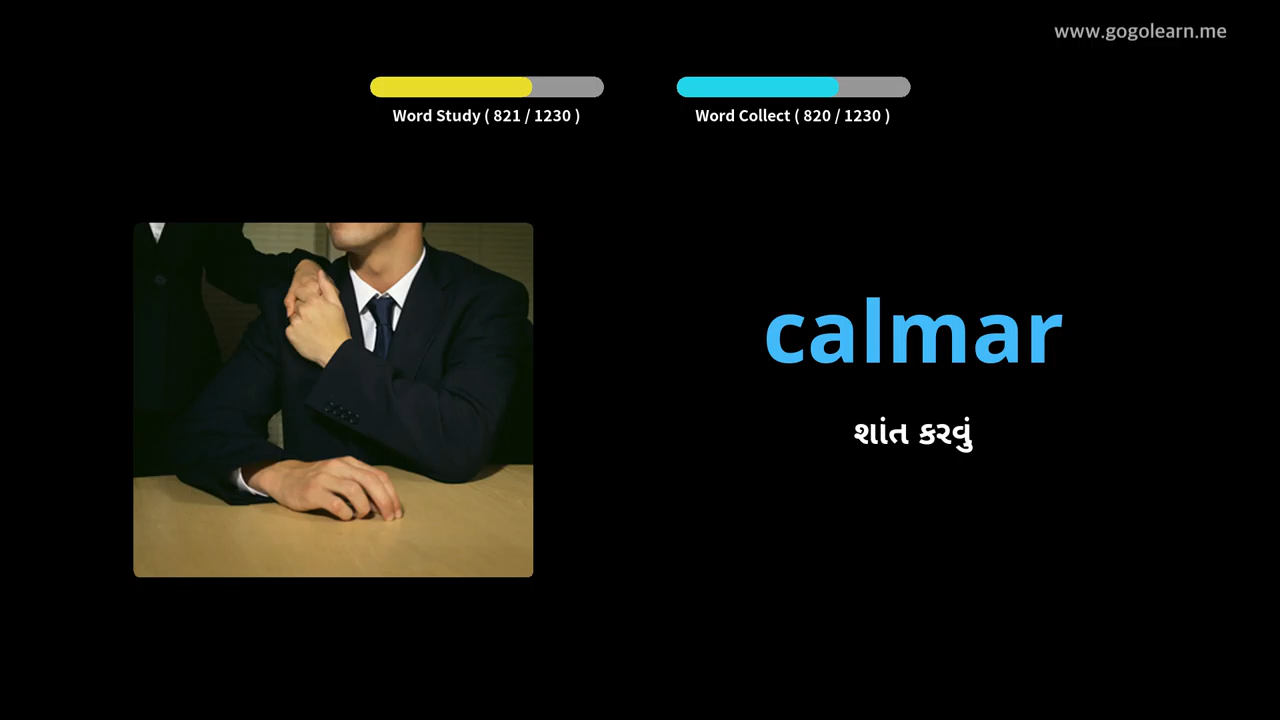 www.gogolearn.me
Word Study ( 821 / 1230 )
Word Collect ( 820 / 1230 )
calmar
શાંત કરવું